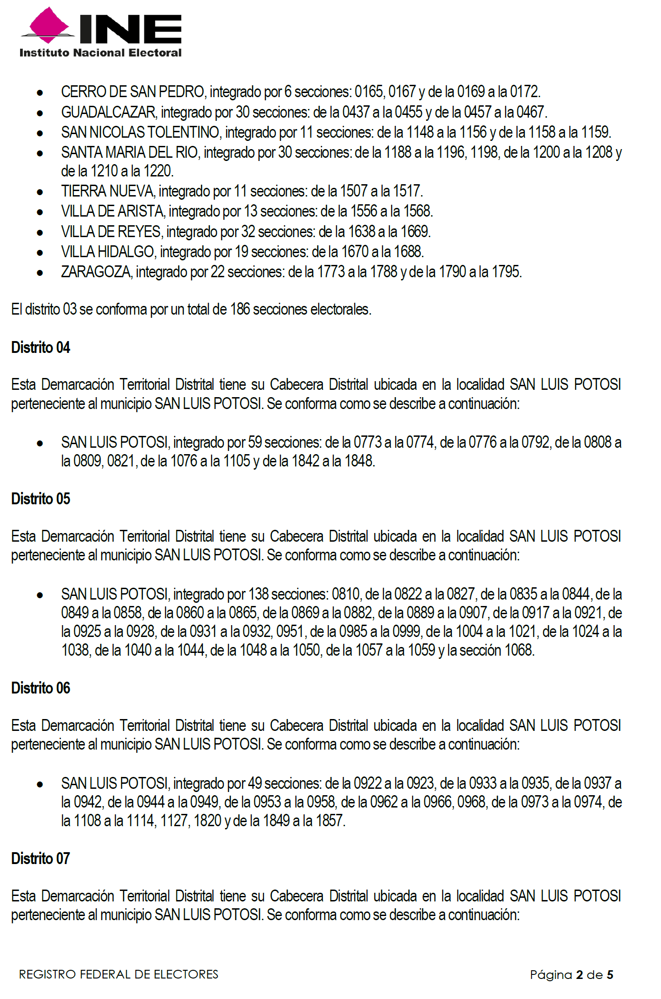 INE
Instituto Nacional Electoral
• CERRO DE SAN PEDRO, integrado por 6 secciones: 0165, 0167 y de la 0169 a la 0172.
• GUADALCAZAR, integrado por 30 secciones: de la 0437 a la 0455 y de la 0457 a la 0467.
• SAN NICOLAS TOLENTINO, integrado por 11 secciones: de la 1148 a la 1156 y de la 1158 a la 1159.
• SANTA MARIA DEL RIO, integrado por 30 secciones: de la 1188 a la 1196, 1198, de la 1200 a la 1208 y
de la 1210 a la 1220.
• TIERRA NUEVA, integrado por 11 secciones: de la 1507 a la 1517.
• VILLA DE ARISTA, integrado por 13 secciones: de la 1556 a la 1568.
• VILLA DE REYES, integrado por 32 secciones: de la 1638 a la 1669.
• VILLA HIDALGO, integrado por 19 secciones: de la 1670 a la 1688.
• ZARAGOZA, integrado por 22 secciones: de la 1773 a la 1788 y de la 1790 a la 1795.
El distrito 03 se conforma por un total de 186 secciones electorales.
Distrito 04
Esta Demarcación Territorial Distrital tiene su Cabecera Distrital ubicada en la localidad SAN LUIS POTOSI
perteneciente al municipio SAN LUIS POTOSI. Se conforma como se describe a continuación:
• SAN LUIS POTOSI, integrado por 59 secciones: de la 0773 a la 0774, de la 0776 a la 0792, de la 0808 a
la 0809, 0821, de la 1076 a la 1105 y de la 1842 a la 1848.
Distrito 05
Esta Demarcación Territorial Distrital tiene su Cabecera Distrital ubicada en la localidad SAN LUIS POTOSI
perteneciente al municipio SAN LUIS POTOSI. Se conforma como se describe a continuación:
• SAN LUIS POTOSI, integrado por 138 secciones: 0810, de la 0822 a la 0827, de la 0835 a la 0844, de la
0849 a la 0858, de la 0860 a la 0865, de la 0869 a la 0882, de la 0889 a la 0907, de la 0917 a la 0921, de
la 0925 a la 0928, de la 0931 a la 0932, 0951, de la 0985 a la 0999, de la 1004 a la 1021, de la 1024 a la
1038, de la 1040 a la 1044, de la 1048 a la 1050, de la 1057 a la 1059 y la sección 1068.
Distrito 06
Esta Demarcación Territorial Distrital tiene su Cabecera Distrital ubicada en la localidad SAN LUIS POTOSI
perteneciente al municipio SAN LUIS POTOSI. Se conforma como se describe a continuación:
• SAN LUIS POTOSI, integrado por 49 secciones: de la 0922 a la 0923, de la 0933 a la 0935, de la 0937 a
la 0942, de la 0944 a la 0949, de la 0953 a la 0958, de la 0962 a la 0966, 0968, de la 0973 a la 0974, de
la 1108 a la 1114, 1127, 1820 y de la 1849 a la 1857.
Distrito 07
Esta Demarcación Territorial Distrital tiene su Cabecera Distrital ubicada en la localidad SAN LUIS POTOSI
perteneciente al municipio SAN LUIS POTOSI. Se conforma como se describe a continuación:
REGISTRO FEDERAL DE ELECTORES
Página 2 de 5